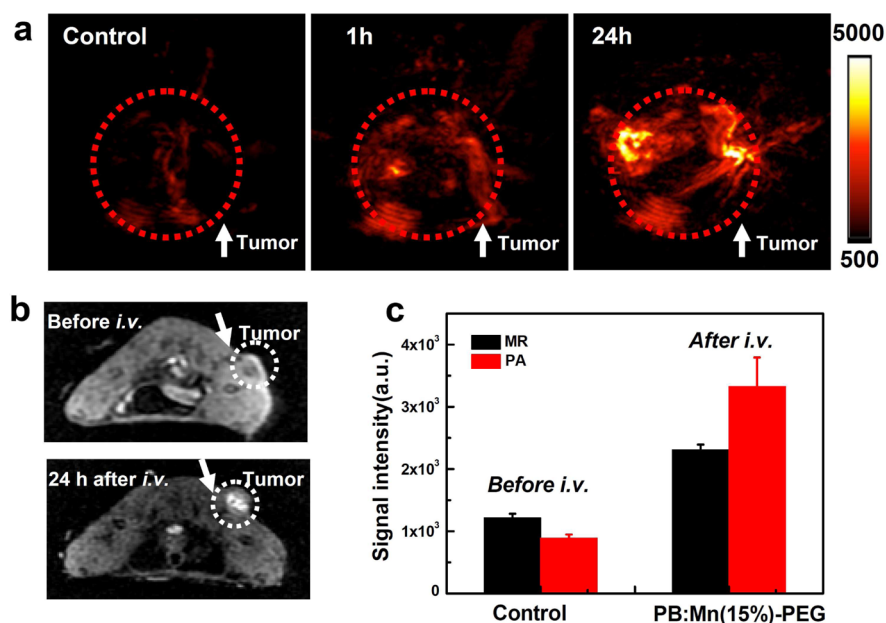 a
Control
1h
24h
5000
500
Tumor
Tumor
Tumor
b
Before i.v.
Tumor
24 h after i.v.
Tumor
c
Signal intensity(a.u.)
4x10³
3x10³
2x10³
1x10³
0
MR
PA
Before i.v.
After i.v.
Control
PB:Mn(15%)-PEG